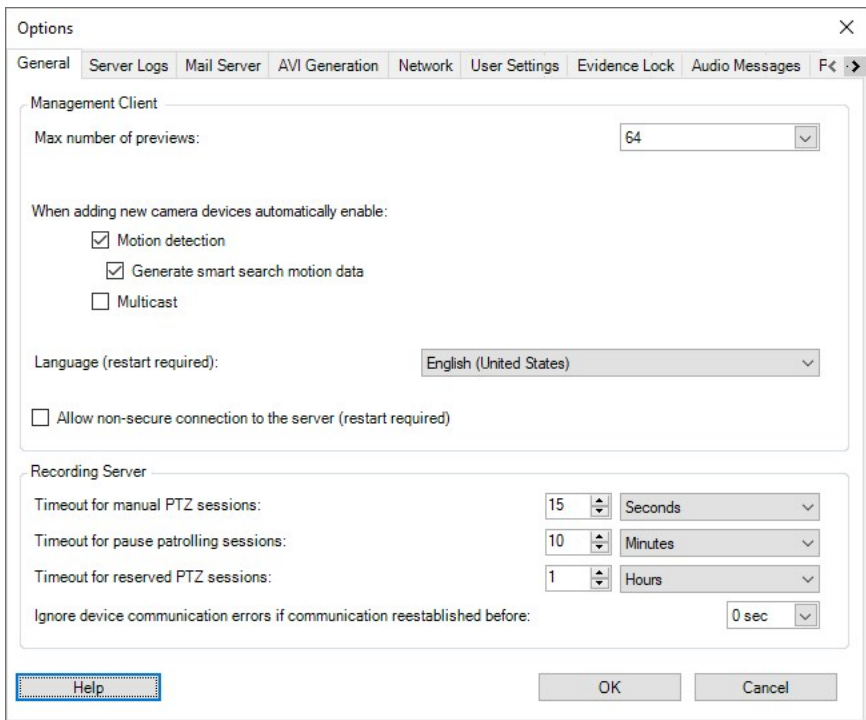 Options
General Server Logs Mail Server AVI Generation Network User Settings Evidence Lock Audio Messages
Management Client
Max number of previews: 64
When adding new camera devices automatically enable:
Motion detection
Generate smart search motion data
Multicast
Language (restart required): English (United States)
Allow non-secure connection to the server (restart required)
Recording Server
Timeout for manual PTZ sessions: 15 Seconds
Timeout for pause patrolling sessions: 10 Minutes
Timeout for reserved PTZ sessions: 1 Hours
Ignore device communication errors if communication reestablished before: 0 sec
Help OK Cancel